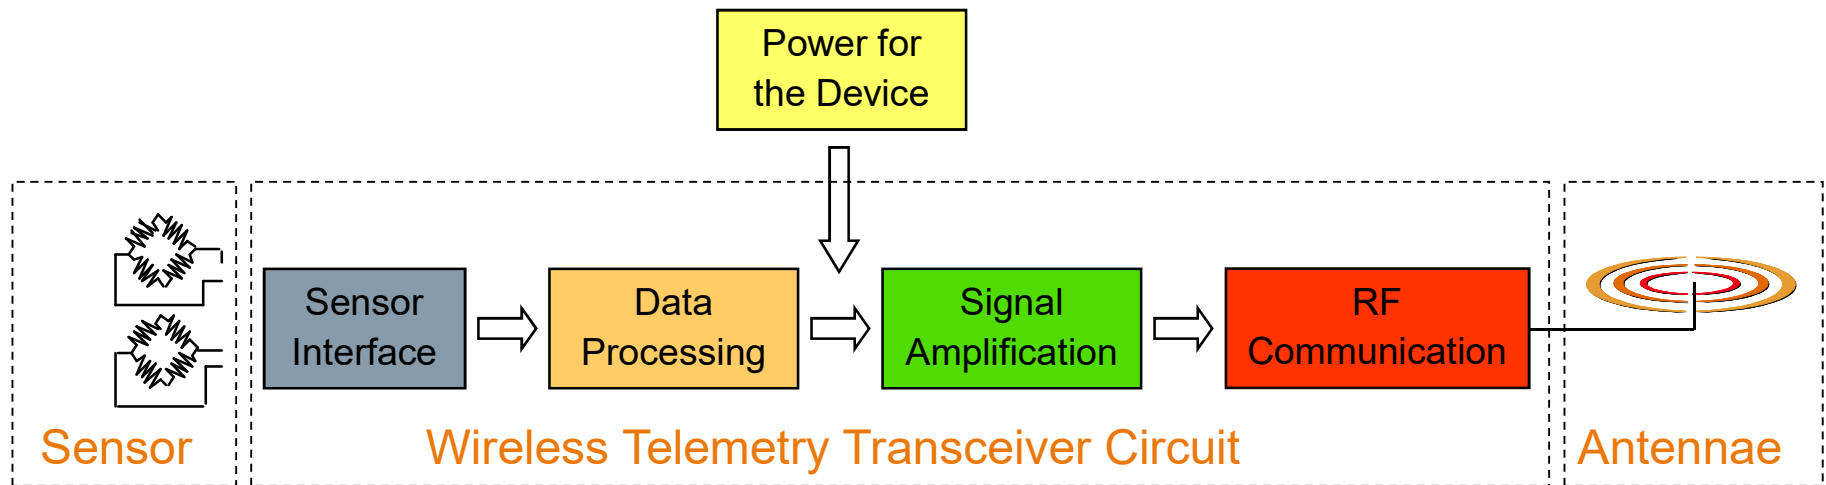 Power for
the Device
Sensor
Interface
Data
Processing
Signal
Amplification
RF
Communication
Sensor
Wireless Telemetry Transceiver Circuit
Antennae